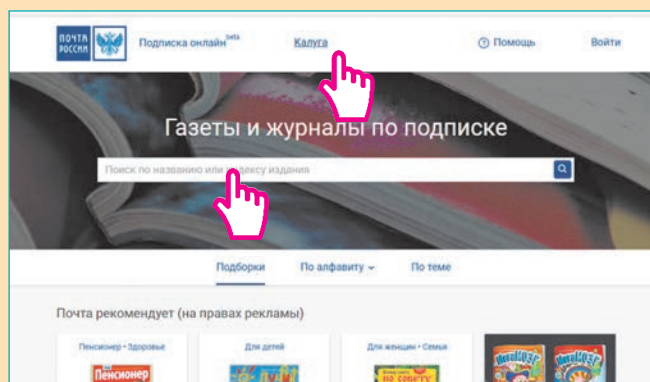 ПОЧТА РОССИИ
Подписка онлайн beta
Калуга
Помощь
Войти
Газеты и журналы по подписке
Поиск по названию или индексу издания
Подборки
По алфавиту
По теме
Почта рекомендует (на правах рекламы)
Пенсионер • Здоровье
Для детей
Для женщин • Семья
Пенсионер